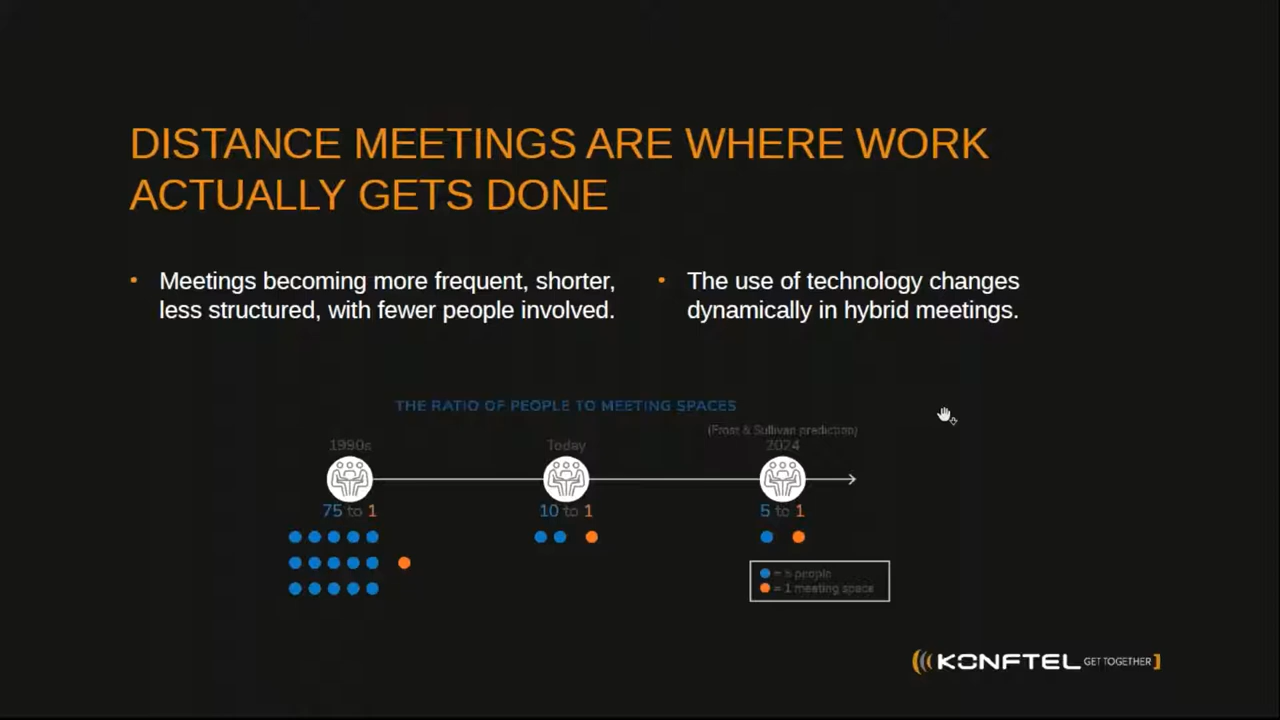 DISTANCE MEETINGS ARE WHERE WORK
ACTUALLY GETS DONE
• Meetings becoming more frequent, shorter,
less structured, with fewer people involved.
• The use of technology changes
dynamically in hybrid meetings.
THE RATIO OF PEOPLE TO MEETING SPACES
(Frost & Sullivan prediction)
1990s Today 2024
75 to 1 10 to 1 5 to 1
= 5 people
= 1 meeting space
KONFTEL GET TOGETHER